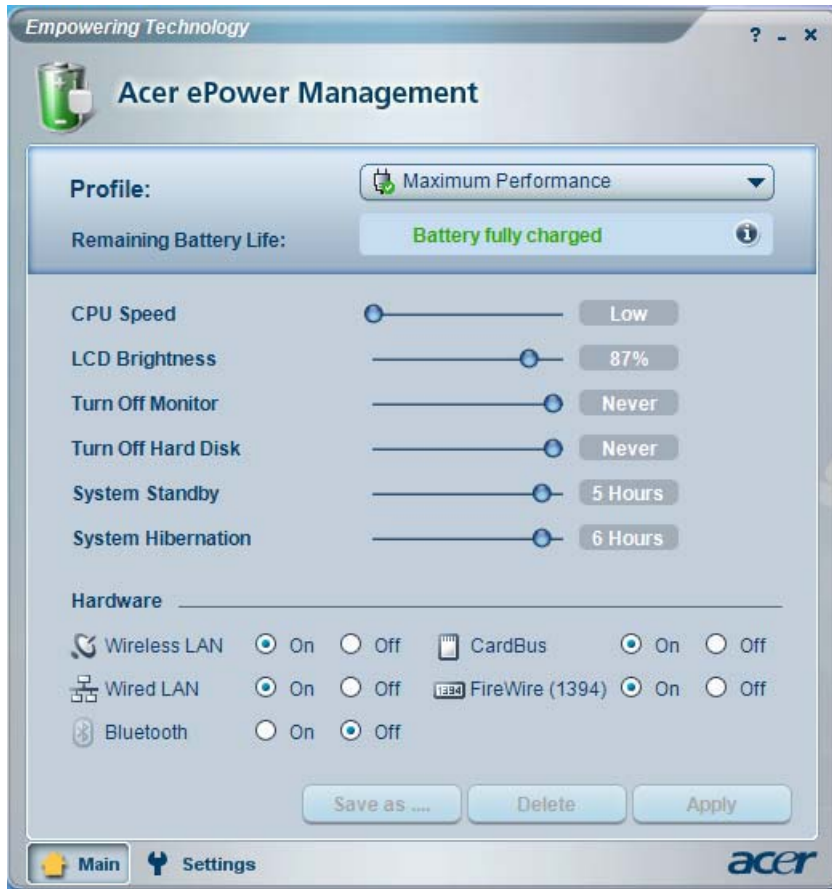 Empowering Technology
? - x
Acer ePower Management
Profile: Maximum Performance
Remaining Battery Life: Battery fully charged
CPU Speed Low
LCD Brightness 87%
Turn Off Monitor Never
Turn Off Hard Disk Never
System Standby 5 Hours
System Hibernation 6 Hours
Hardware
Wireless LAN On Off CardBus On Off
Wired LAN On Off 1394 FireWire (1394) On Off
Bluetooth On Off
Save as .... Delete Apply
Main Settings acer